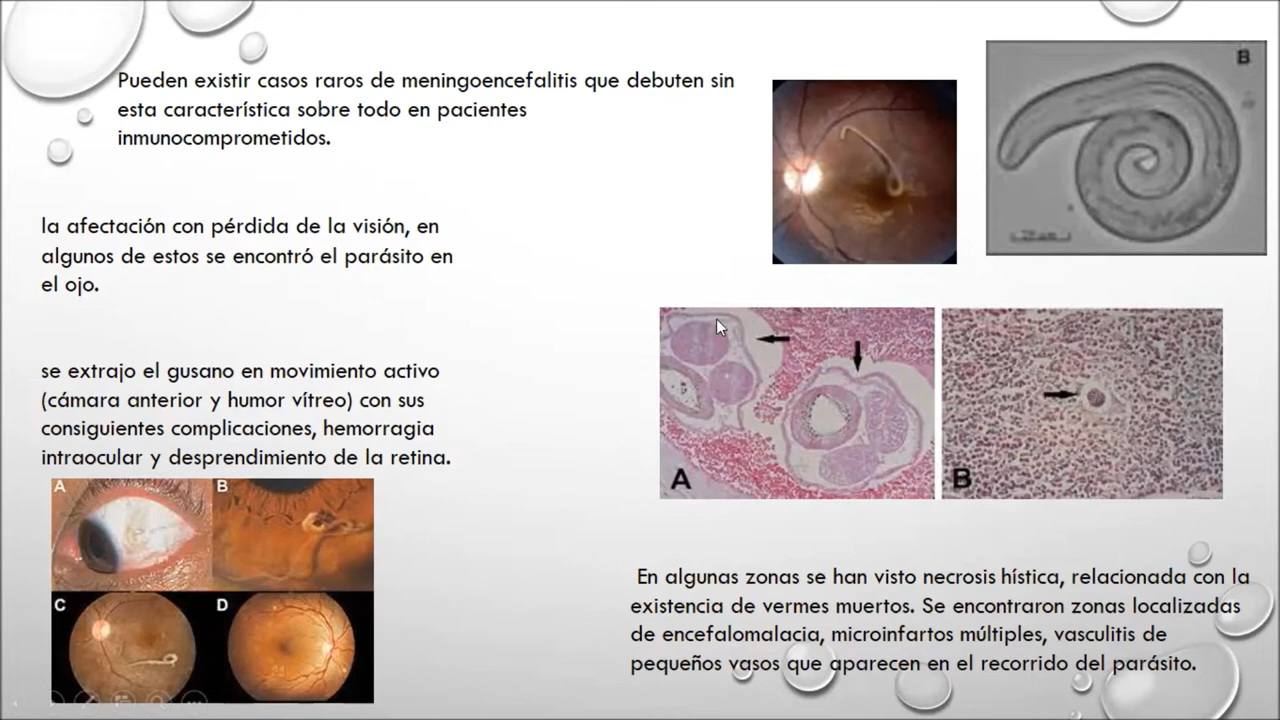 Pueden existir casos raros de meningoencefalitis que debuten sin
esta característica sobre todo en pacientes
inmunocomprometidos.
B
la afectación con pérdida de la visión, en
algunos de estos se encontró el parásito en
el ojo.
se extrajo el gusano en movimiento activo
(cámara anterior y humor vítreo) con sus
consiguientes complicaciones, hemorragia
intraocular y desprendimiento de la retina.
A B
A B
C D
En algunas zonas se han visto necrosis hística, relacionada con la
existencia de vermes muertos. Se encontraron zonas localizadas
de encefalomalacia, microinfartos múltiples, vasculitis de
pequeños vasos que aparecen en el recorrido del parásito.